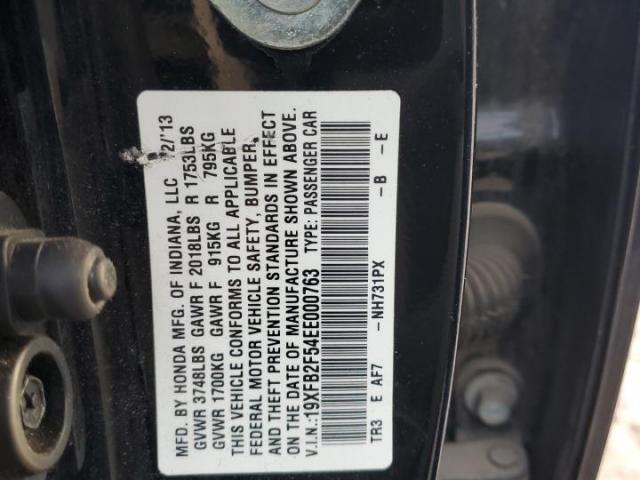 MFD. BY HONDA MFG. OF INDIANA, LLC 2/'13
GVWR 3748LBS GAWR F 2018LBS R 1753LBS
GVWR 1700KG GAWR F 915KG R 795KG
THIS VEHICLE CONFORMS TO ALL APPLICABLE
FEDERAL MOTOR VEHICLE SAFETY, BUMPER,
AND THEFT PREVENTION STANDARDS IN EFFECT
ON THE DATE OF MANUFACTURE SHOWN ABOVE.
V.I.N.:19XFB2F54EE000763 TYPE: PASSENGER CAR
TR3 E AF7 -NH731PX -B -E